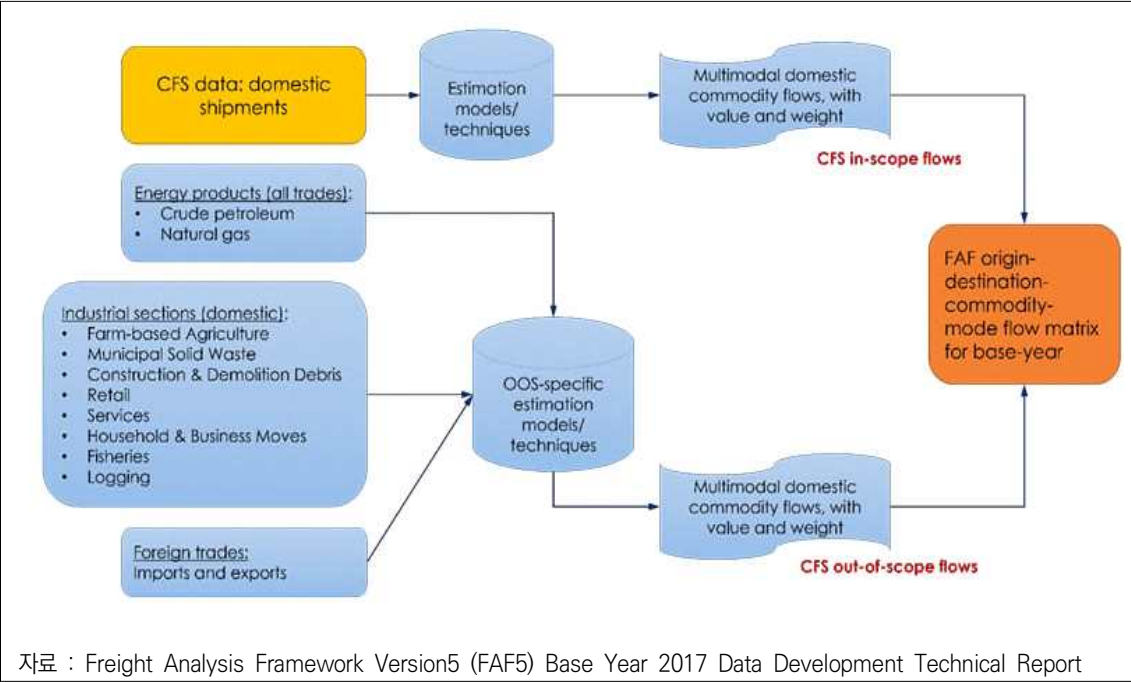 CFS data: domestic
shipments
Estimation
models/
techniques
Multimodal domestic
commodity flows, with
value and weight
CFS in-scope flows
Energy products (all trades):
• Crude petroleum
• Natural gas
Industrial sections (domestic):
• Farm-based Agriculture
• Municipal Solid Waste
• Construction & Demolition Debris
• Retail
• Services
• Household & Business Moves
• Fisheries
• Logging
Foreign trades:
Imports and exports
OOS-specific
estimation
models/
techniques
Multimodal domestic
commodity flows, with
value and weight
CFS out-of-scope flows
FAF origin-
destination-
commodity-
mode flow matrix
for base-year
자료 : Freight Analysis Framework Version5 (FAF5) Base Year 2017 Data Development Technical Report